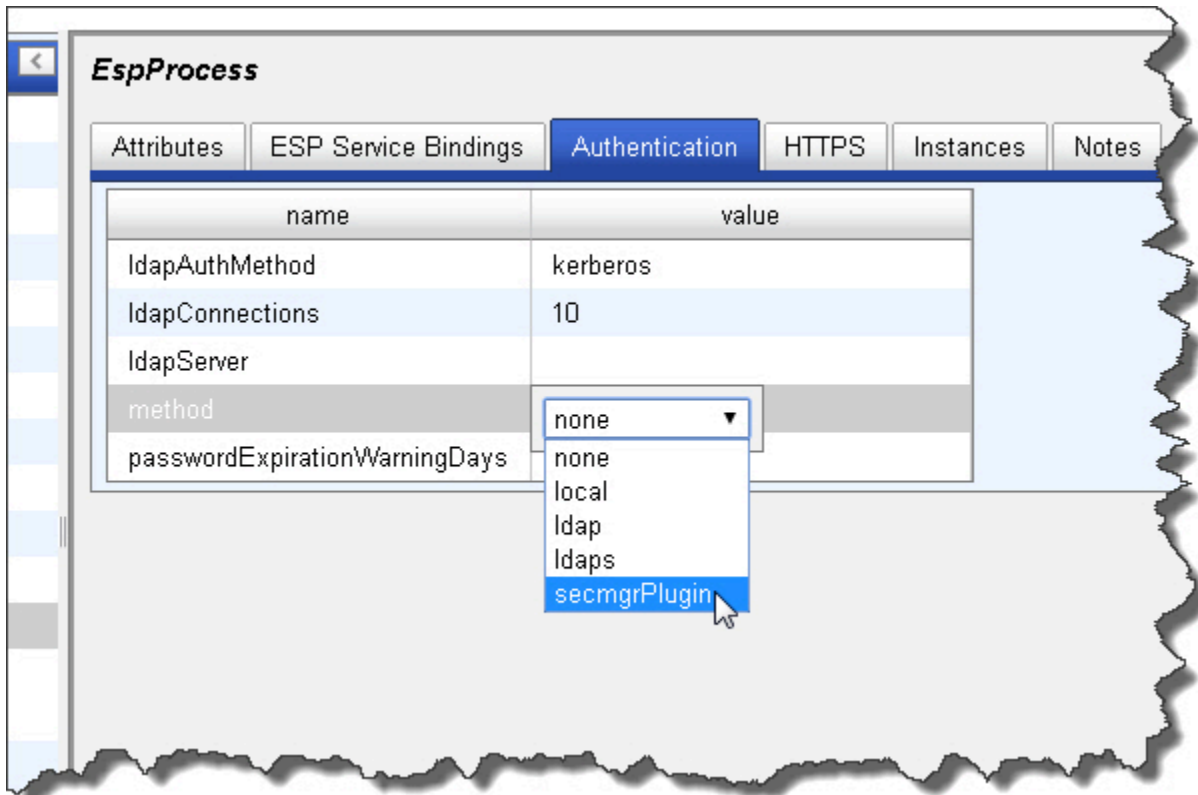 EspProcess
Attributes ESP Service Bindings Authentication HTTPS Instances Notes
name value
ldapAuthMethod kerberos
ldapConnections 10
ldapServer
method none
passwordExpirationWarningDays
none
local
ldap
ldaps
secmgrPlugin